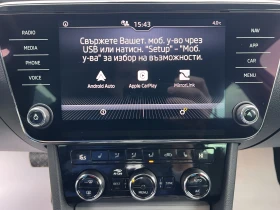 15:43
RADIO
MEDIA
PHONE
VOICE
Свържете Вашет. моб. у-во чрез
USB или натисн. "Setup" - "Моб.
у-ва" за избор на възможности.
Android Auto
Apple CarPlay
MirrorLink
NAV
APP
CAR
MENU
MENU